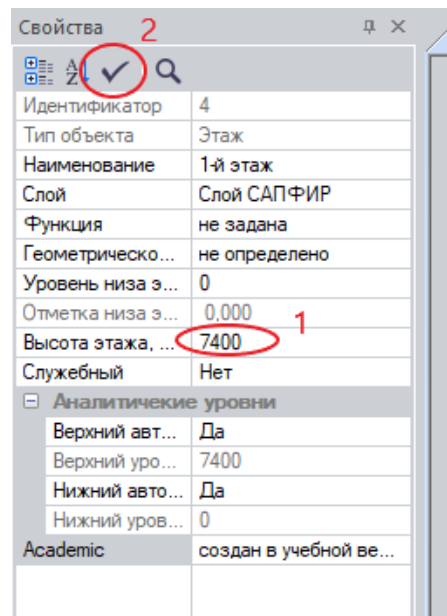 Свойства
2
Идентификатор 4
Тип объекта Этаж
Наименование 1-й этаж
Слой Слой САПФИР
Функция не задана
Геометрическо... не определено
Уровень низа э... 0
Отметка низа э... 0,000
1
Высота этажа, ... 7400
Служебный Нет
Аналитичекие уровни
Верхний авт... Да
Верхний уро... 7400
Нижний авто... Да
Нижний уров... 0
Academic создан в учебной ве...